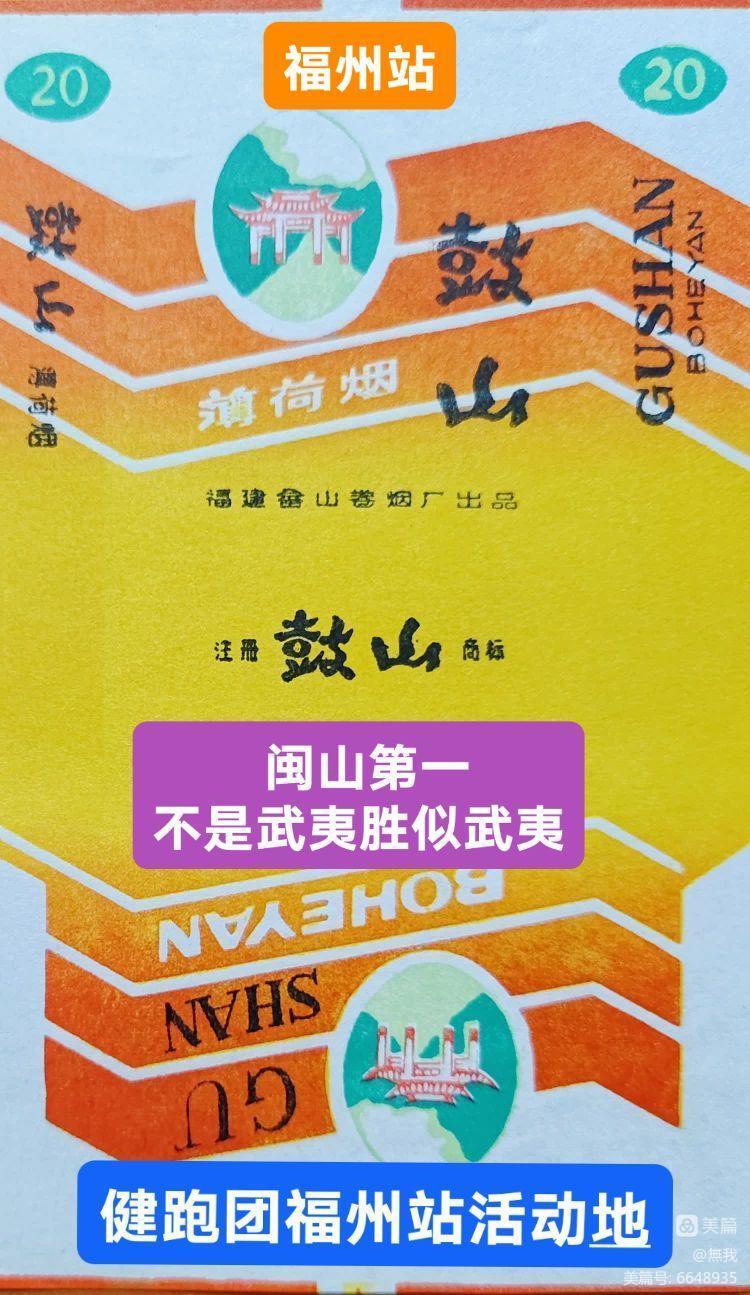 福州站
20
20
鼓山
薄荷烟
鼓山
GUSHAN
BOHEYAN
薄荷烟
福建金山卷烟厂出品
注册 鼓山 商标
闽山第一
不是武夷胜似武夷
BOHEYAN
GU
SHAN
健跑团福州站活动地
美篇
@無我
美篇号: 6648935